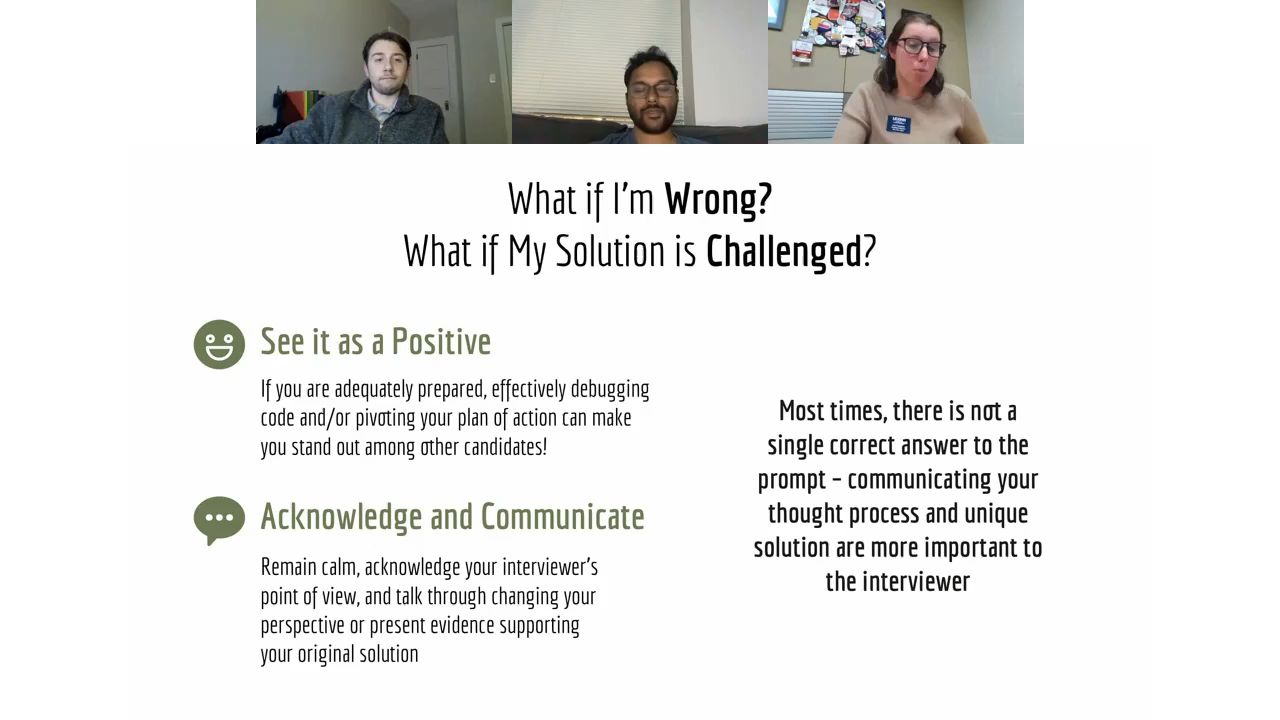 What if I'm Wrong?
What if My Solution is Challenged?
See it as a Positive
If you are adequately prepared, effectively debugging
code and/or pivoting your plan of action can make
you stand out among other candidates!
Acknowledge and Communicate
Remain calm, acknowledge your interviewer's
point of view, and talk through changing your
perspective or present evidence supporting
your original solution
Most times, there is not a
single correct answer to the
prompt – communicating your
thought process and unique
solution are more important to
the interviewer